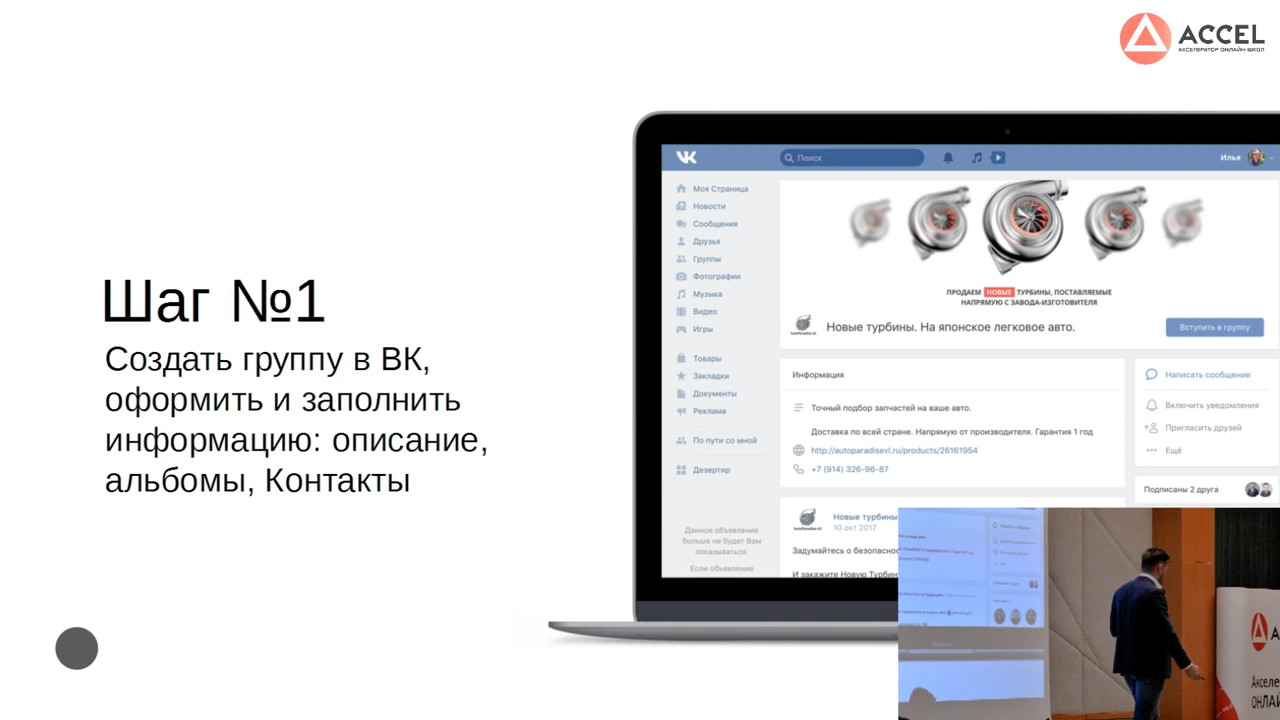 ACCEL
АКСЕЛЕРАТОР ОНЛАЙН-ШКОЛ
Шаг №1
Создать группу в ВК,
оформить и заполнить
информацию: описание,
альбомы, Контакты
Поиск
Илья
Моя Страница
Новости
Сообщения
Друзья
Группы
Фотографии
Музыка
Видео
Игры
Товары
Закладки
Документы
Реклама
По пути со мной
Дезертир
Данное объявление
больше не будет Вам
показываться.
Если объявление
ПРОДАЕМ НОВЫЕ ТУРБИНЫ, ПОСТАВЛЯЕМЫЕ
НАПРЯМУЮ С ЗАВОДА-ИЗГОТОВИТЕЛЯ
Новые турбины. На японское легковое авто.
Вступить в группу
Информация
Точный подбор запчастей на ваше авто.
Доставка по всей стране. Напрямую от производителя. Гарантия 1 год
http://autoparadisevl.ru/products/26161954
+7 (914) 326-96-87
Написать сообщение
Включить уведомления
Пригласить друзей
Ещё
Подписаны 2 друга
Новые турбины
10 окт 2017
Задумайтесь о безопасно
И закажите Новую Турбин
А
Акселе
ОНЛАЙ